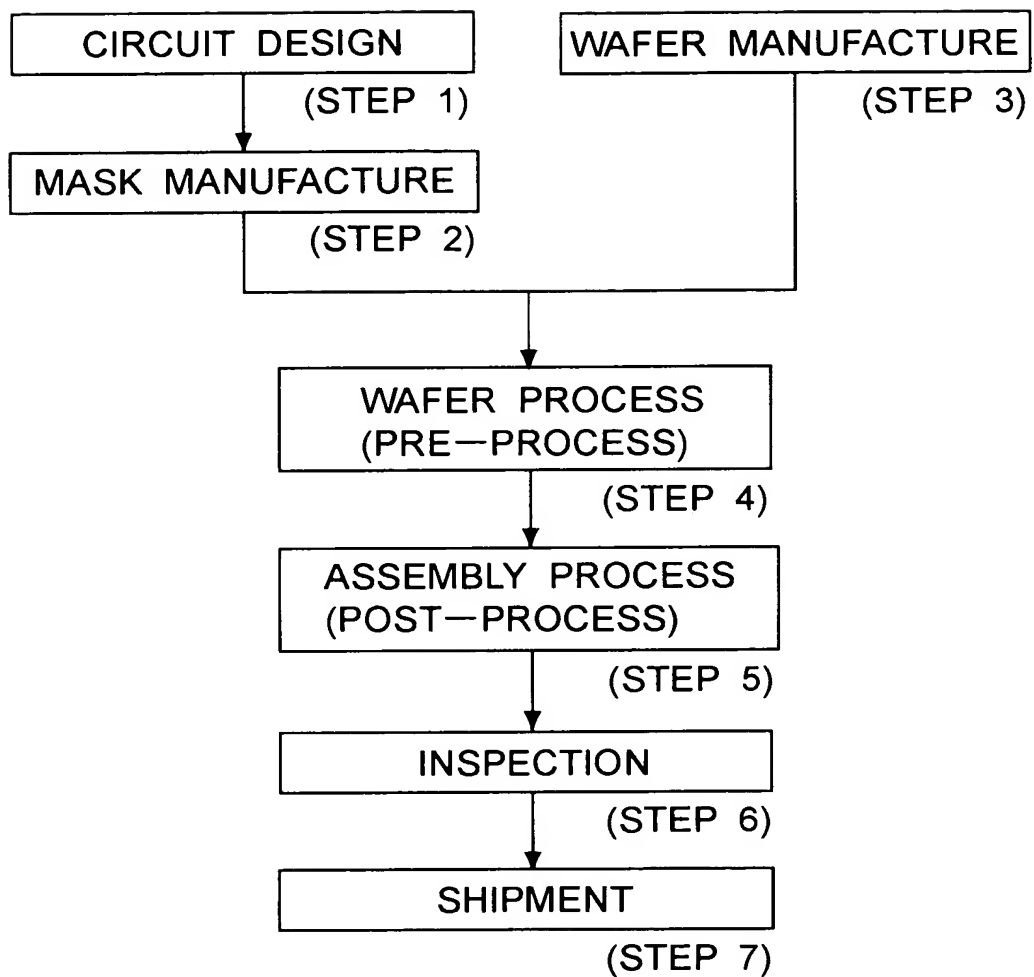 CIRCUIT DESIGN
(STEP 1)
MASK MANUFACTURE
(STEP 2)
WAFER MANUFACTURE
(STEP 3)
WAFER PROCESS
(PRE—PROCESS)
(STEP 4)
ASSEMBLY PROCESS
(POST—PROCESS)
(STEP 5)
INSPECTION
(STEP 6)
SHIPMENT
(STEP 7)